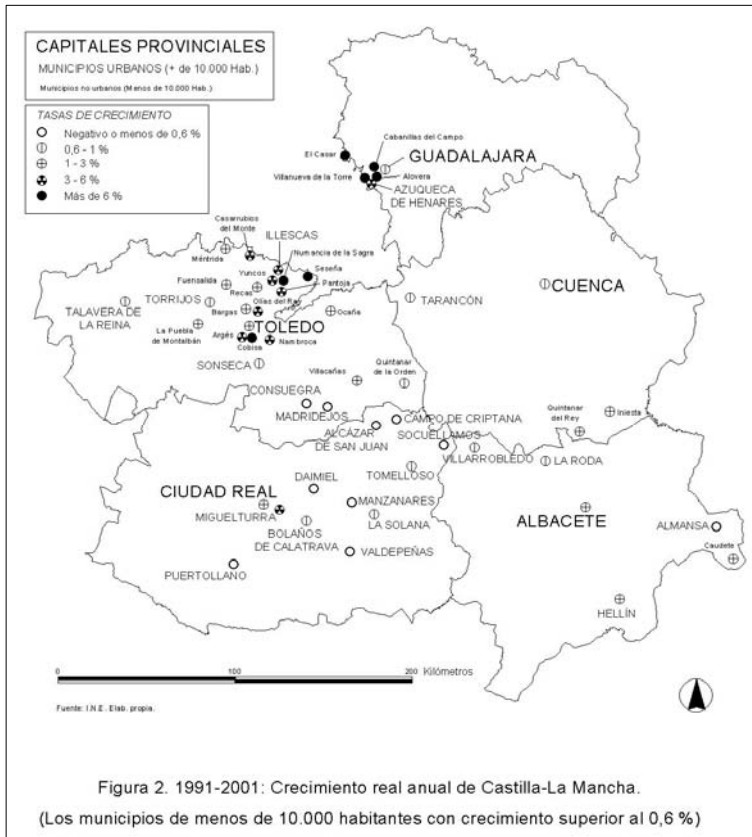 CAPITALES PROVINCIALES
MUNICIPIOS URBANOS (+ de 10.000 Hab.)
Municipios no urbanos (Menos de 10.000 Hab.)
TASAS DE CRECIMIENTO
Negativo o menos de 0,6 %
0,6 - 1 %
1 - 3 %
3 - 6 %
Más de 6 %
Cabanillas del Campo
El Casar
GUADALAJARA
Villanueva de la Torre
Alovera
AZUQUECA
DE HENARES
Casarrubios
del Monte
ILLESCAS
Méntrida
Numancia de la Sagra
Yuncos
Seseña
Fuensalida
Recas
Pantoja
CUENCA
TARANCÓN
TALAVERA DE
LA REINA
TORRIJOS
Olías del Rey
Bargas
Ocaña
La Puebla
de Montalbán
TOLEDO
Argés
Cobisa
Nambroca
SONSECA
Villacañas
Quintanar
de la Orden
CONSUEGRA
MADRIDEJOS
Quintanar
del Rey
Iniesta
CAMPO DE CRIPTANA
ALCÁZAR
DE SAN JUAN
SOCUELLAMOS
VILLARROBLEDO
LA RODA
TOMELLOSO
DAIMIEL
CIUDAD REAL
MANZANARES
MIGUELTURRA
LA SOLANA
BOLAÑOS
DE CALATRAVA
ALBACETE
ALMANSA
VALDEPEÑAS
Caudete
PUERTOLLANO
HELLÍN
0 100 200 Kilómetros
Fuente: I.N.E. Elab. propia.
Figura 2. 1991-2001: Crecimiento real anual de Castilla-La Mancha.
(Los municipios de menos de 10.000 habitantes con crecimiento superior al 0,6 %)